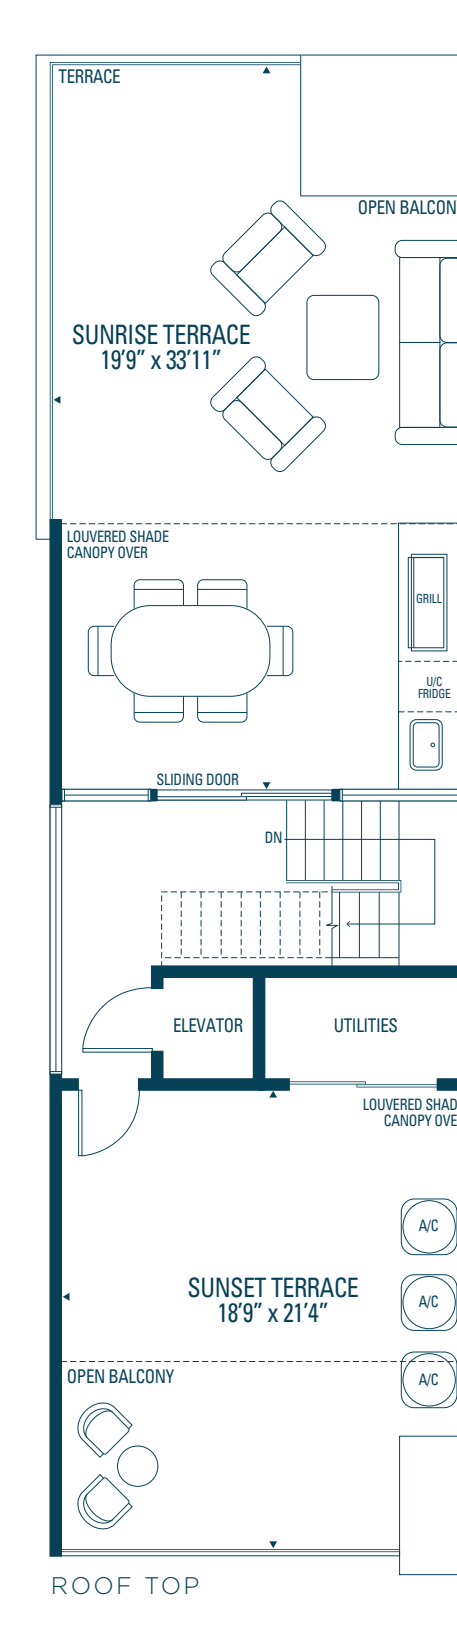 TERRACE
OPEN BALCON
SUNRISE TERRACE
19'9" x 33'11"
LOUVERED SHADE
CANOPY OVER
GRILL
U/C
FRIDGE
SLIDING DOOR
DN
ELEVATOR
UTILITIES
LOUVERED SHAD
CANOPY OVE
A/C
SUNSET TERRACE
18'9" x 21'4"
A/C
OPEN BALCONY
A/C
ROOF TOP